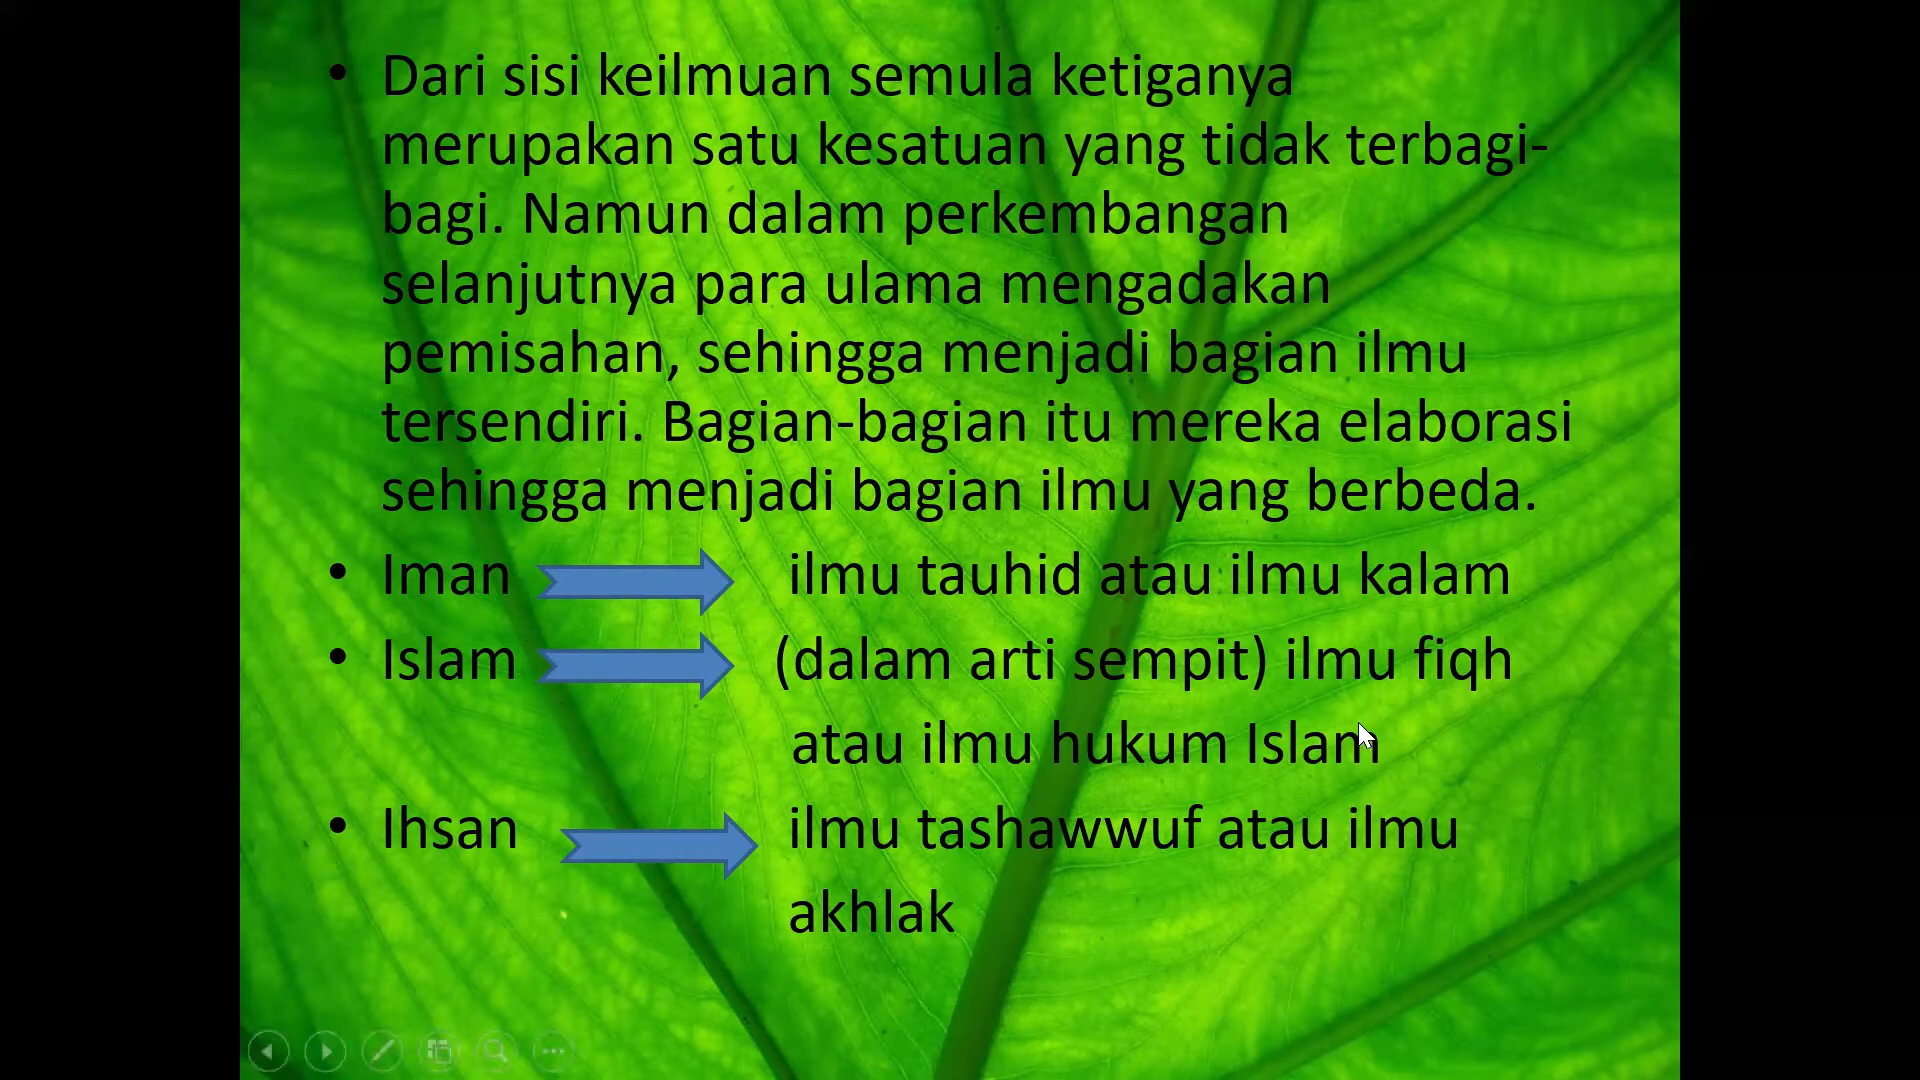 • Dari sisi keilmuan semula ketiganya
merupakan satu kesatuan yang tidak terbagi-
bagi. Namun dalam perkembangan
selanjutnya para ulama mengadakan
pemisahan, sehingga menjadi bagian ilmu
tersendiri. Bagian-bagian itu mereka elaborasi
sehingga menjadi bagian ilmu yang berbeda.
• Iman ilmu tauhid atau ilmu kalam
• Islam (dalam arti sempit) ilmu fiqh
atau ilmu hukum Islam
• Ihsan ilmu tashawwuf atau ilmu
akhlak